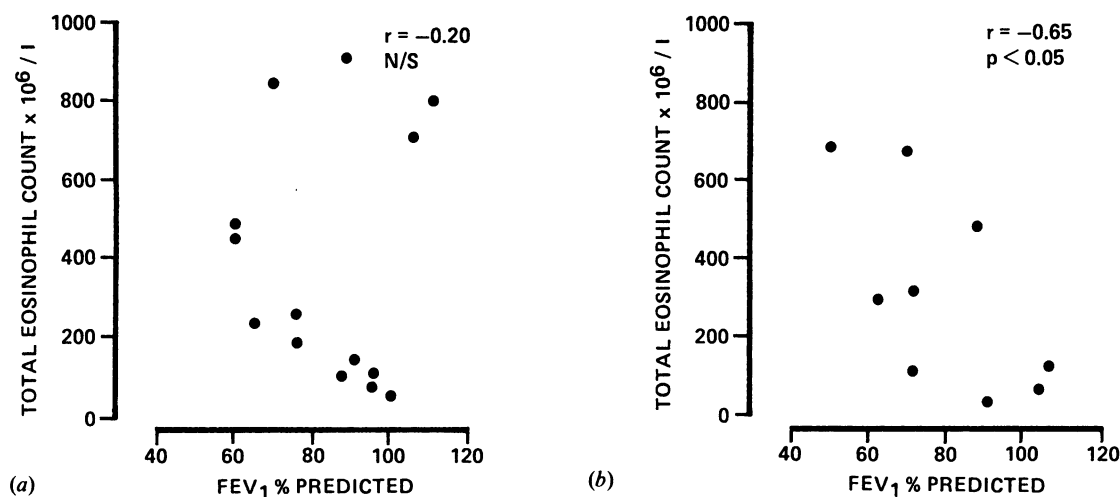 1000
800
600
400
200
0
TOTAL EOSINOPHIL COUNT x 10⁶ / l
r = −0.20
N/S
40 60 80 100 120
FEV₁ % PREDICTED
(a)
1000
800
600
400
200
0
TOTAL EOSINOPHIL COUNT x 10⁶ / l
r = −0.65
p < 0.05
40 60 80 100 120
FEV₁ % PREDICTED
(b)